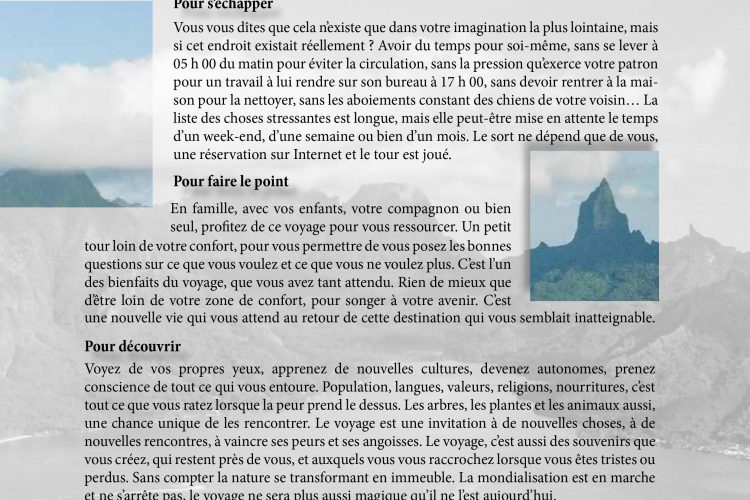 Pour s'échapper
Vous vous dîtes que cela n'existe que dans votre imagination la plus lointaine, mais
si cet endroit existait réellement ? Avoir du temps pour soi-même, sans se lever à
05 h 00 du matin pour éviter la circulation, sans la pression qu'exerce votre patron
pour un travail à lui rendre sur son bureau à 17 h 00, sans devoir rentrer à la mai-
son pour la nettoyer, sans les aboiements constant des chiens de votre voisin… La
liste des choses stressantes est longue, mais elle peut-être mise en attente le temps
d'un week-end, d'une semaine ou bien d'un mois. Le sort ne dépend que de vous,
une réservation sur Internet et le tour est joué.
Pour faire le point
En famille, avec vos enfants, votre compagnon ou bien
seul, profitez de ce voyage pour vous ressourcer. Un petit
tour loin de votre confort, pour vous permettre de vous posez les bonnes
questions sur ce que vous voulez et ce que vous ne voulez plus. C'est l'un
des bienfaits du voyage, que vous avez tant attendu. Rien de mieux que
d'être loin de votre zone de confort, pour songer à votre avenir. C'est
une nouvelle vie qui vous attend au retour de cette destination qui vous semblait inatteignable.
Pour découvrir
Voyez de vos propres yeux, apprenez de nouvelles cultures, devenez autonomes, prenez
conscience de tout ce qui vous entoure. Population, langues, valeurs, religions, nourritures, c'est
tout ce que vous ratez lorsque la peur prend le dessus. Les arbres, les plantes et les animaux aussi,
une chance unique de les rencontrer. Le voyage est une invitation à de nouvelles choses, à de
nouvelles rencontres, à vaincre ses peurs et ses angoisses. Le voyage, c'est aussi des souvenirs que
vous créez, qui restent près de vous, et auxquels vous vous raccrochez lorsque vous êtes tristes ou
perdus. Sans compter la nature se transformant en immeuble. La mondialisation est en marche
et ne s'arrête pas, le voyage ne sera plus aussi magique qu'il ne l'est aujourd'hui.